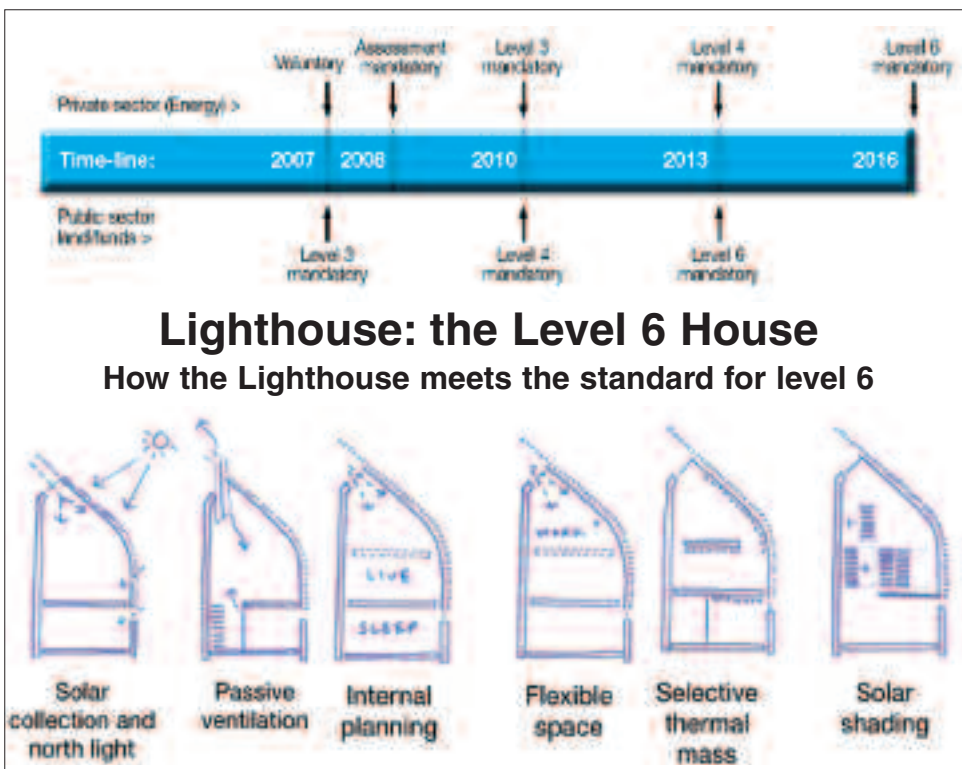 Voluntary
Assessment
mandatory
Level 3
mandatory
Level 4
mandatory
Level 6
mandatory
Private sector (Energy) >
Time-line:
2007
2008
2010
2013
2016
Public sector
land/funds >
Level 3
mandatory
Level 4
mandatory
Level 6
mandatory
Lighthouse: the Level 6 House
How the Lighthouse meets the standard for level 6
LIVE
SLEEP
Solar
collection and
north light
Passive
ventilation
Internal
planning
Flexible
space
Selective
thermal
mass
Solar
shading